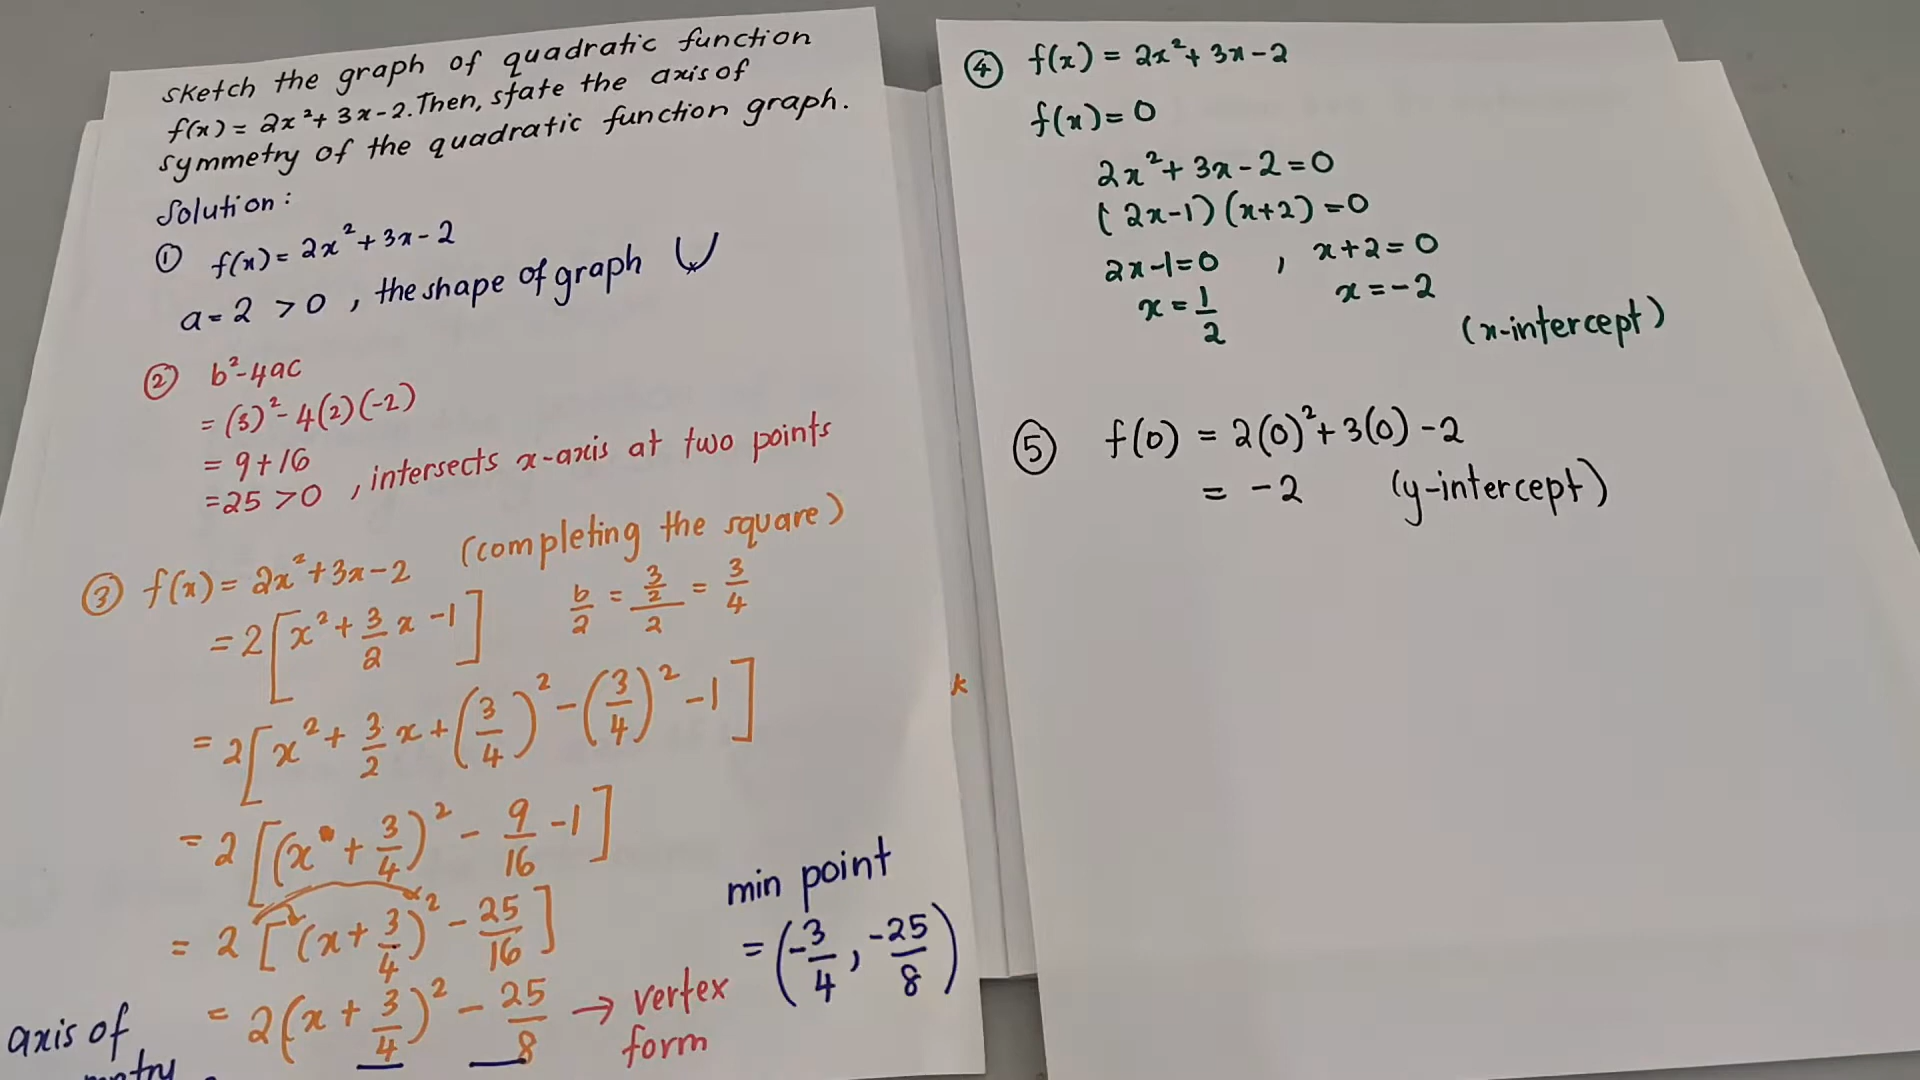 sketch the graph of quadratic function
f(x) = 2x²+ 3x-2. Then, state the axis of
symmetry of the quadratic function graph.
Solution:
① f(x) = 2x²+3x-2
a = 2 > 0 , the shape of graph
② b²-4ac
= (3)²- 4(2)(-2)
= 9+16
=25 >0 , intersects x-axis at two points
③ f(x) = 2x²+3x-2 (completing the square)
= 2[x²+ 3/2 x -1] b/2 = (3/2)/2 = 3/4
= 2[x²+ 3/2 x + (3/4)² - (3/4)² -1]
= 2[(x + 3/4)² - 9/16 -1]
= 2[(x+ 3/4)² - 25/16]
= 2(x + 3/4)² - 25/8 → vertex form
min point
= (-3/4, -25/8)
axis of
④ f(x) = 2x²+ 3x-2
f(x)= 0
2x²+ 3x-2=0
(2x-1)(x+2)=0
2x-1=0 , x+2=0
x = 1/2 x = -2
(x-intercept)
⑤ f(0) = 2(0)²+3(0) -2
= -2 (y-intercept)